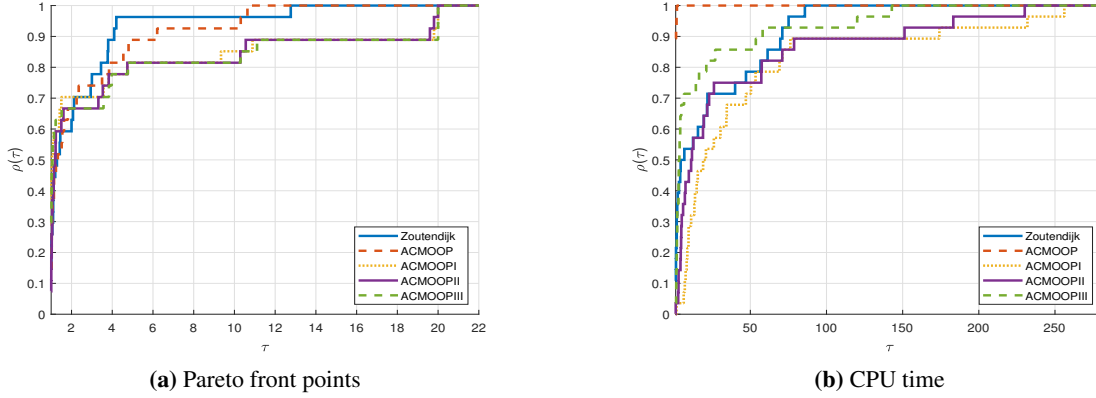 1
0.9
0.8
0.7
0.6
0.5
0.4
0.3
0.2
0.1
0
ρ(τ)
2 4 6 8 10 12 14 16 18 20 22
τ
Zoutendijk
ACMOOP
ACMOOPI
ACMOOPII
ACMOOPIII
(a) Pareto front points
1
0.9
0.8
0.7
0.6
0.5
0.4
0.3
0.2
0.1
0
ρ(τ)
50 100 150 200 250
τ
Zoutendijk
ACMOOP
ACMOOPI
ACMOOPII
ACMOOPIII
(b) CPU time